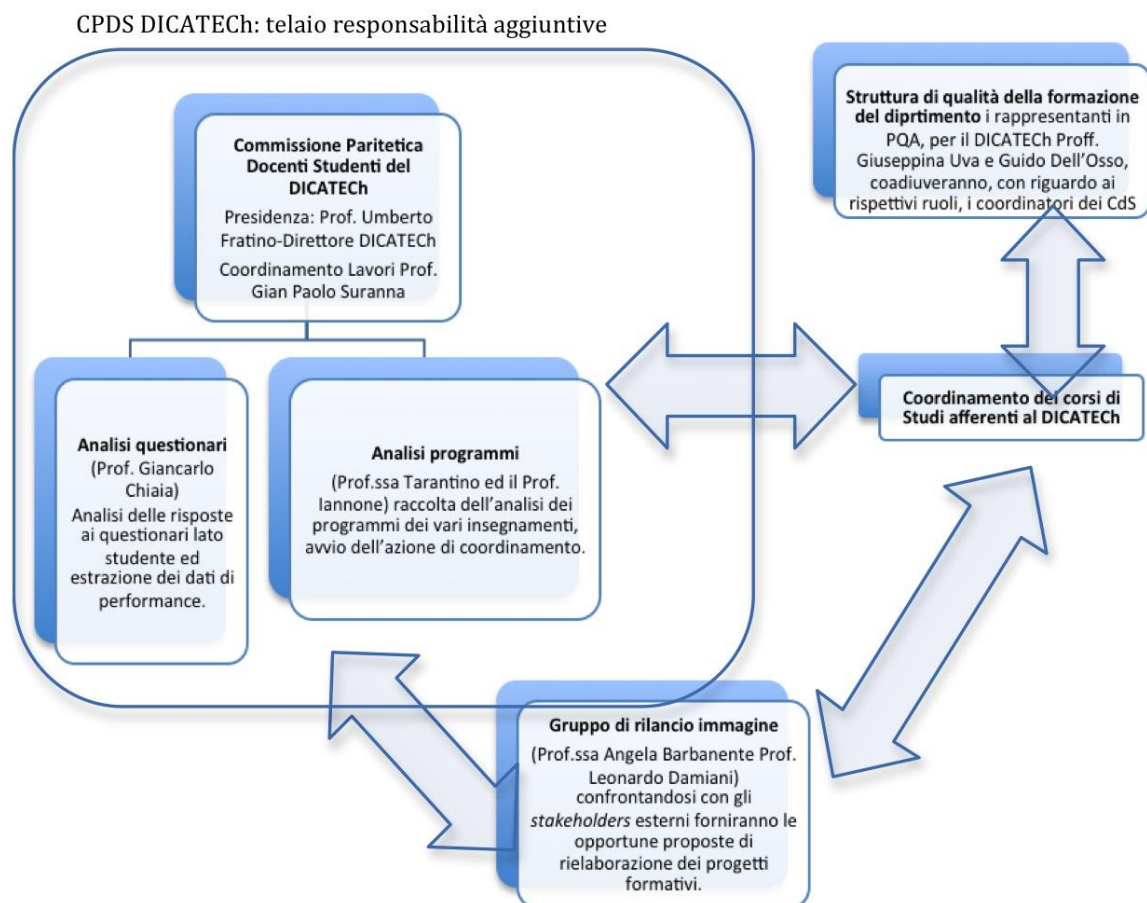 CPDS DICATECh: telaio responsabilità aggiuntive
Commissione Paritetica
Docenti Studenti del
DICATECh
Presidenza: Prof. Umberto
Fratino-Direttore DICATECh
Coordinamento Lavori Prof.
Gian Paolo Suranna
Analisi questionari
(Prof. Giancarlo
Chiaia)
Analisi delle risposte
ai questionari lato
studente ed
estrazione dei dati di
performance.
Analisi programmi
(Prof.ssa Tarantino ed il Prof.
Iannone) raccolta dell'analisi dei
programmi dei vari insegnamenti,
avvio dell'azione di coordinamento.
Struttura di qualità della formazione
del diprtimento i rappresentanti in
PQA, per il DICATECh Proff.
Giuseppina Uva e Guido Dell'Osso,
coadiuveranno, con riguardo ai
rispettivi ruoli, i coordinatori dei CdS
Coordinamento dei corsi di
Studi afferenti al DICATECh
Gruppo di rilancio immagine
(Prof.ssa Angela Barbanente Prof.
Leonardo Damiani)
confrontandosi con gli
stakeholders esterni forniranno le
opportune proposte di
rielaborazione dei progetti
formativi.